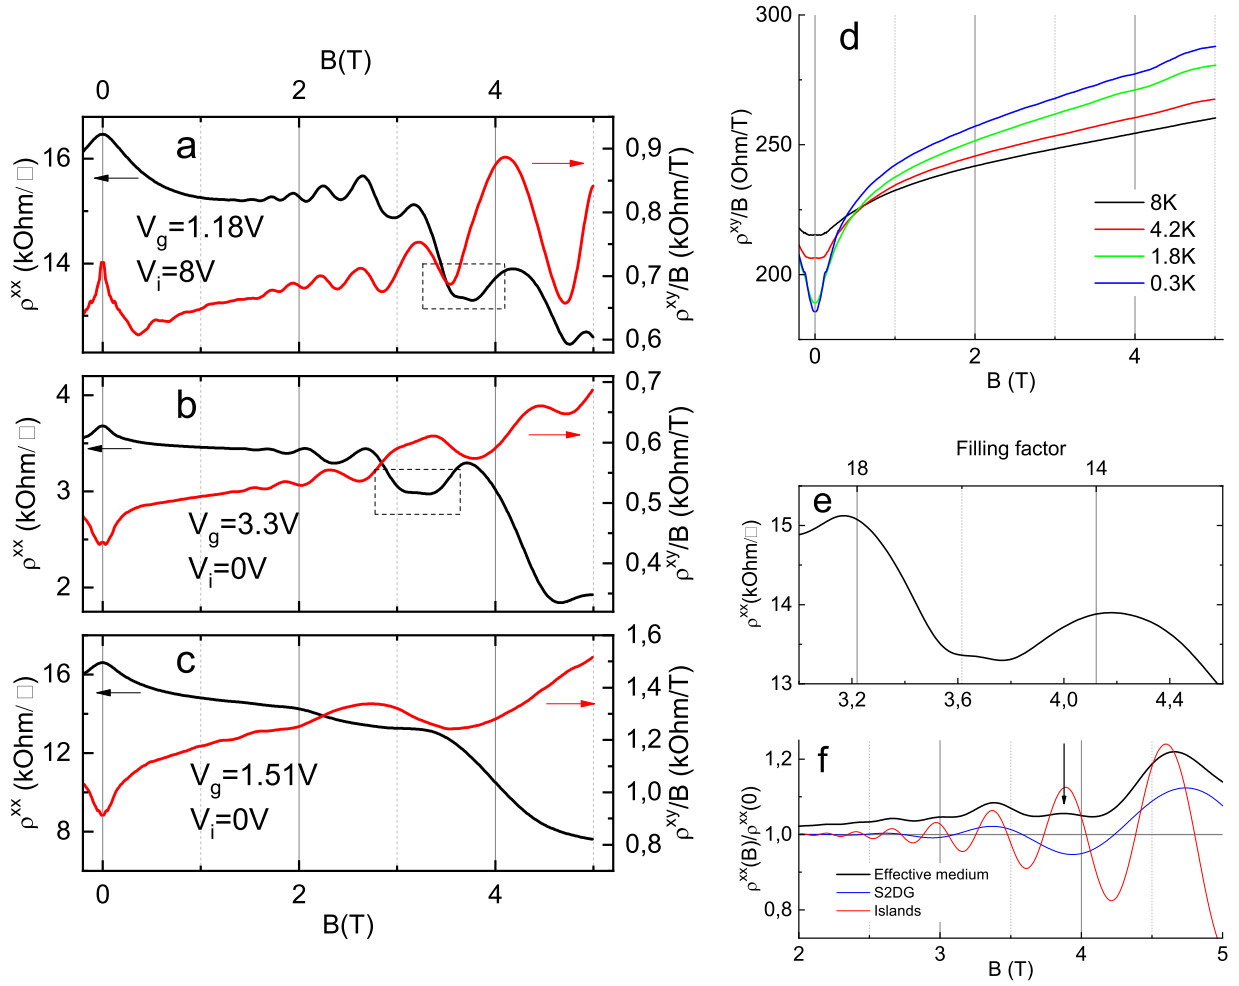 B(T)
0 2 4
a
16
14
ρxx (kOhm/ □)
Vg=1.18V
Vi=8V
0,9
0,8
0,7
0,6
ρxy/B (kOhm/T)
b
4
3
2
ρxx (kOhm/ □)
Vg=3.3V
Vi=0V
0,7
0,6
0,5
0,4
ρxy/B (kOhm/T)
c
16
12
8
ρxx (kOhm/ □)
Vg=1.51V
Vi=0V
1,6
1,4
1,2
1,0
0,8
ρxy/B (kOhm/T)
0 2 4
B(T)
d
300
250
200
ρxy/B (Ohm/T)
8K
4.2K
1.8K
0.3K
0 2 4
B (T)
Filling factor
18 14
e
15
14
13
ρxx(kOhm/□)
3,2 3,6 4,0 4,4
f
1,2
1,0
0,8
ρxx(B)/ρxx(0)
Effective medium
S2DG
Islands
2 3 4 5
B (T)